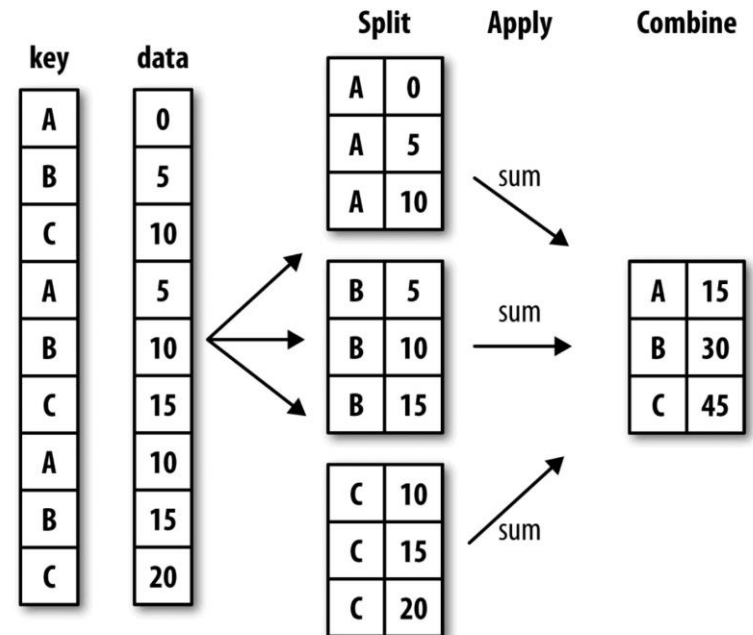 Split Apply Combine
key data
A 0
B 5
C 10
A 5
B 10
C 15
A 10
B 15
C 20
A 0
A 5
A 10
B 5
B 10
B 15
C 10
C 15
C 20
sum
sum
sum
A 15
B 30
C 45